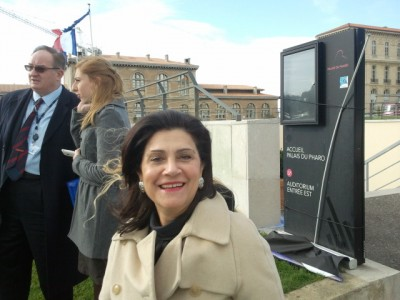 ACCUEIL
PALAIS DU PHARO
AUDITORIUM
ENTRÉE EST